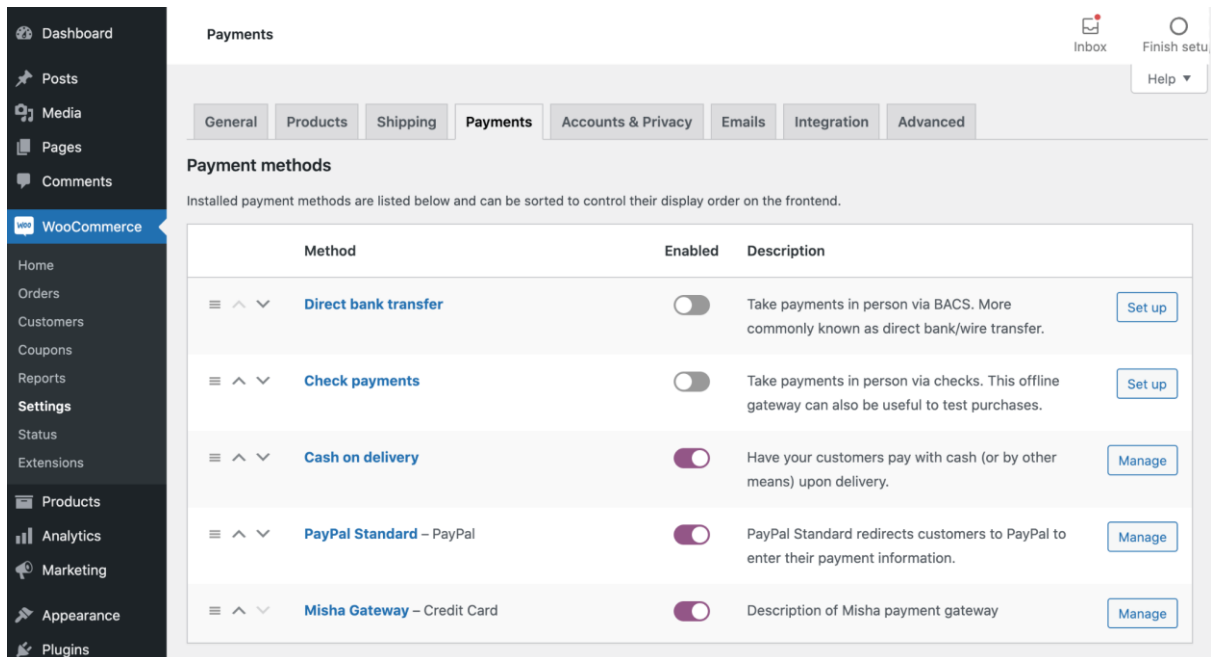 Dashboard
Posts
Media
Pages
Comments
WOO WooCommerce
Home
Orders
Customers
Coupons
Reports
Settings
Status
Extensions
Products
Analytics
Marketing
Appearance
Plugins
Payments
Inbox
Finish setu
Help
General Products Shipping Payments Accounts & Privacy Emails Integration Advanced
Payment methods
Installed payment methods are listed below and can be sorted to control their display order on the frontend.
Method Enabled Description
Direct bank transfer
Take payments in person via BACS. More
commonly known as direct bank/wire transfer.
Set up
Check payments
Take payments in person via checks. This offline
gateway can also be useful to test purchases.
Set up
Cash on delivery
Have your customers pay with cash (or by other
means) upon delivery.
Manage
PayPal Standard – PayPal
PayPal Standard redirects customers to PayPal to
enter their payment information.
Manage
Misha Gateway – Credit Card
Description of Misha payment gateway
Manage